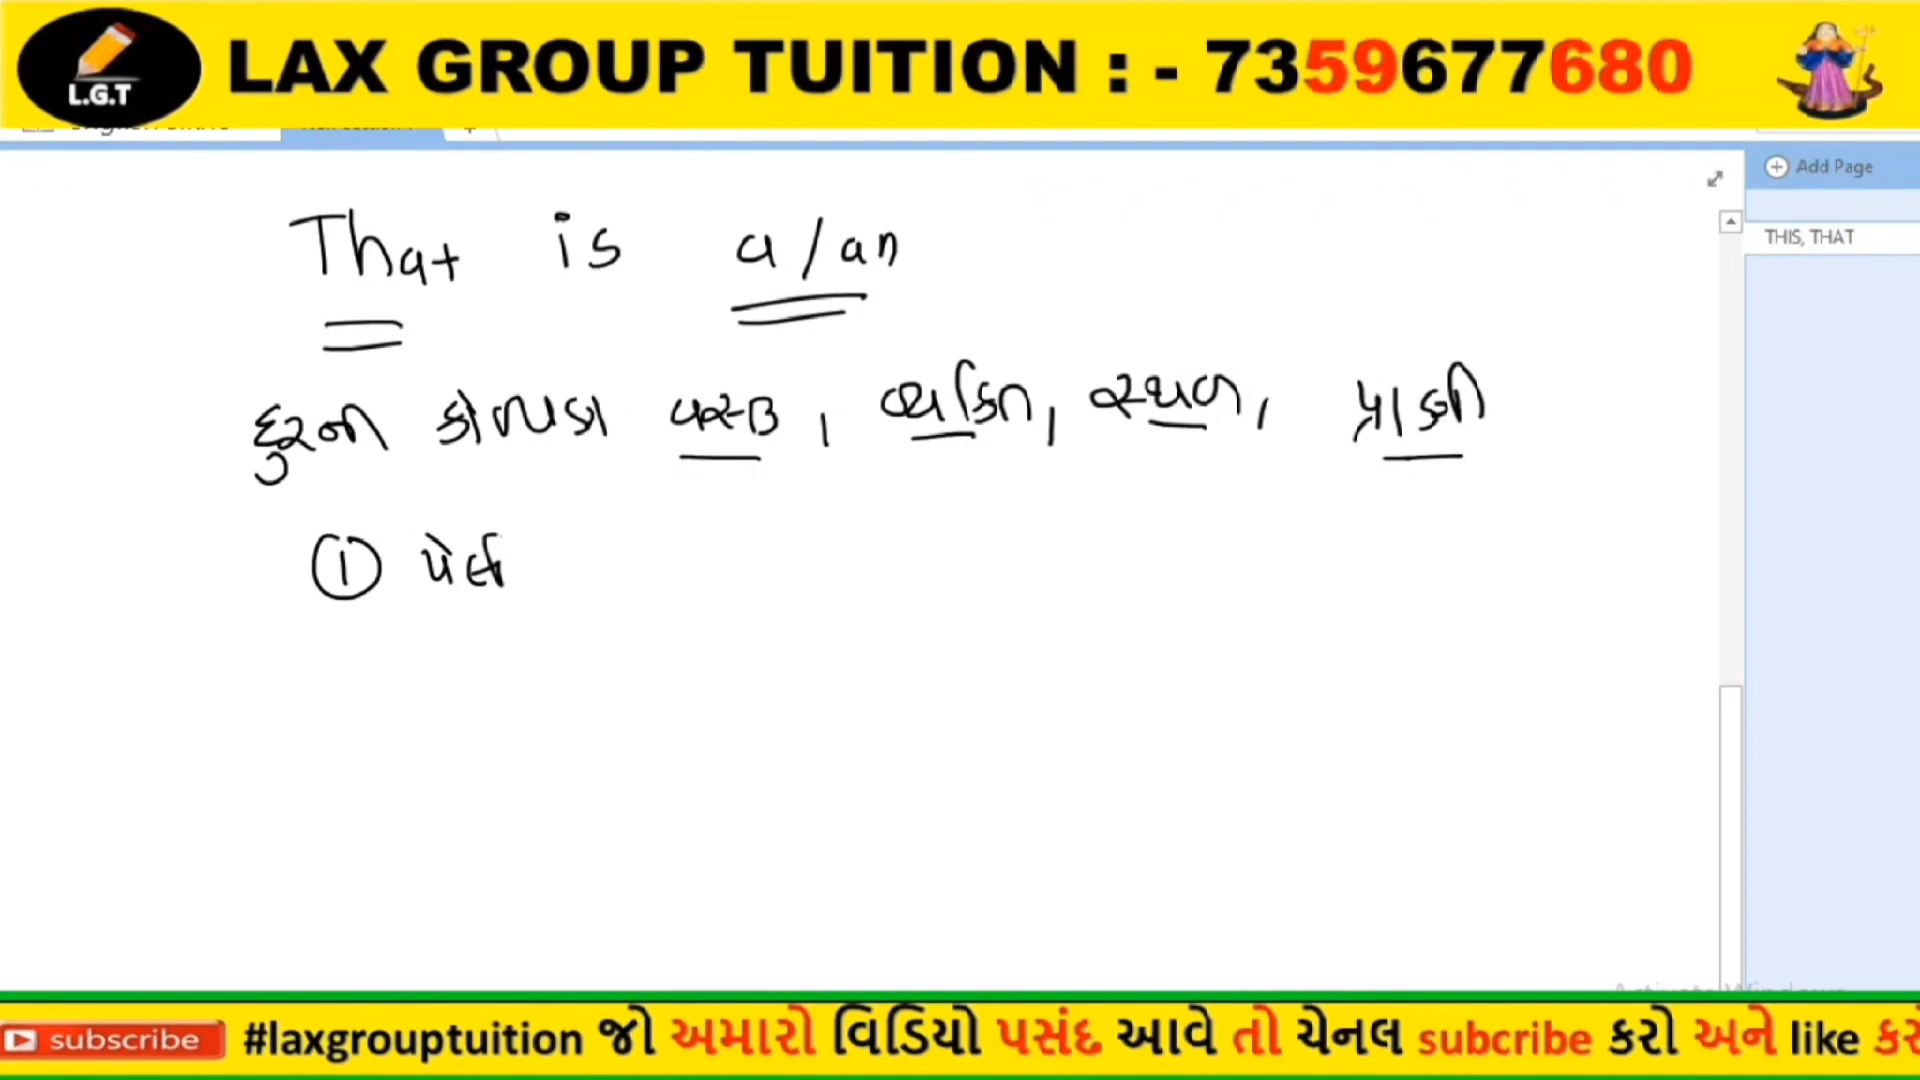 L.G.T
LAX GROUP TUITION : - 7359677680
Add Page
THIS, THAT
That is a/an
દુરની કોઈપણ વસ્તુ, વ્યક્તિ, સ્થળ, પ્રાણી
① પેલી
subscribe #laxgrouptuition જો અમારો વિડિયો પસંદ આવે તો ચેનલ subcribe કરો અને like